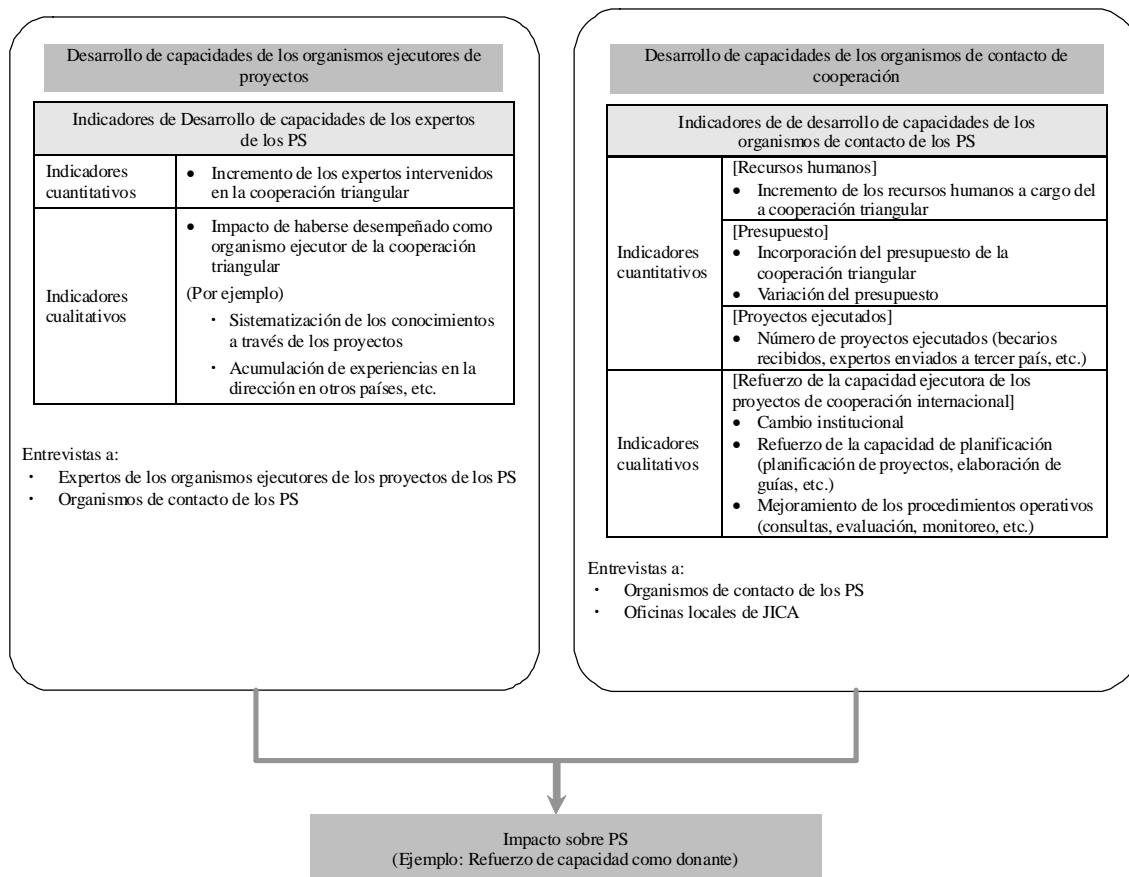 Desarrollo de capacidades de los organismos ejecutores de
proyectos
Indicadores de Desarrollo de capacidades de los expertos
de los PS
Indicadores
cuantitativos
• Incremento de los expertos intervenidos
en la cooperación triangular
Indicadores
cualitativos
• Impacto de haberse desempeñado como
organismo ejecutor de la cooperación
triangular
(Por ejemplo)
・ Sistematización de los conocimientos
a través de los proyectos
・ Acumulación de experiencias en la
dirección en otros países, etc.
Entrevistas a:
・ Expertos de los organismos ejecutores de los proyectos de los PS
・ Organismos de contacto de los PS
Desarrollo de capacidades de los organismos de contacto de
cooperación
Indicadores de de desarrollo de capacidades de los
organismos de contacto de los PS
Indicadores
cuantitativos
[Recursos humanos]
• Incremento de los recursos humanos a cargo del
a cooperación triangular
[Presupuesto]
• Incorporación del presupuesto de la
cooperación triangular
• Variación del presupuesto
[Proyectos ejecutados]
• Número de proyectos ejecutados (becarios
recibidos, expertos enviados a tercer país, etc.)
Indicadores
cualitativos
[Refuerzo de la capacidad ejecutora de los
proyectos de cooperación internacional]
• Cambio institucional
• Refuerzo de la capacidad de planificación
(planificación de proyectos, elaboración de
guías, etc.)
• Mejoramiento de los procedimientos operativos
(consultas, evaluación, monitoreo, etc.)
Entrevistas a:
・ Organismos de contacto de los PS
・ Oficinas locales de JICA
Impacto sobre PS
(Ejemplo: Refuerzo de capacidad como donante)